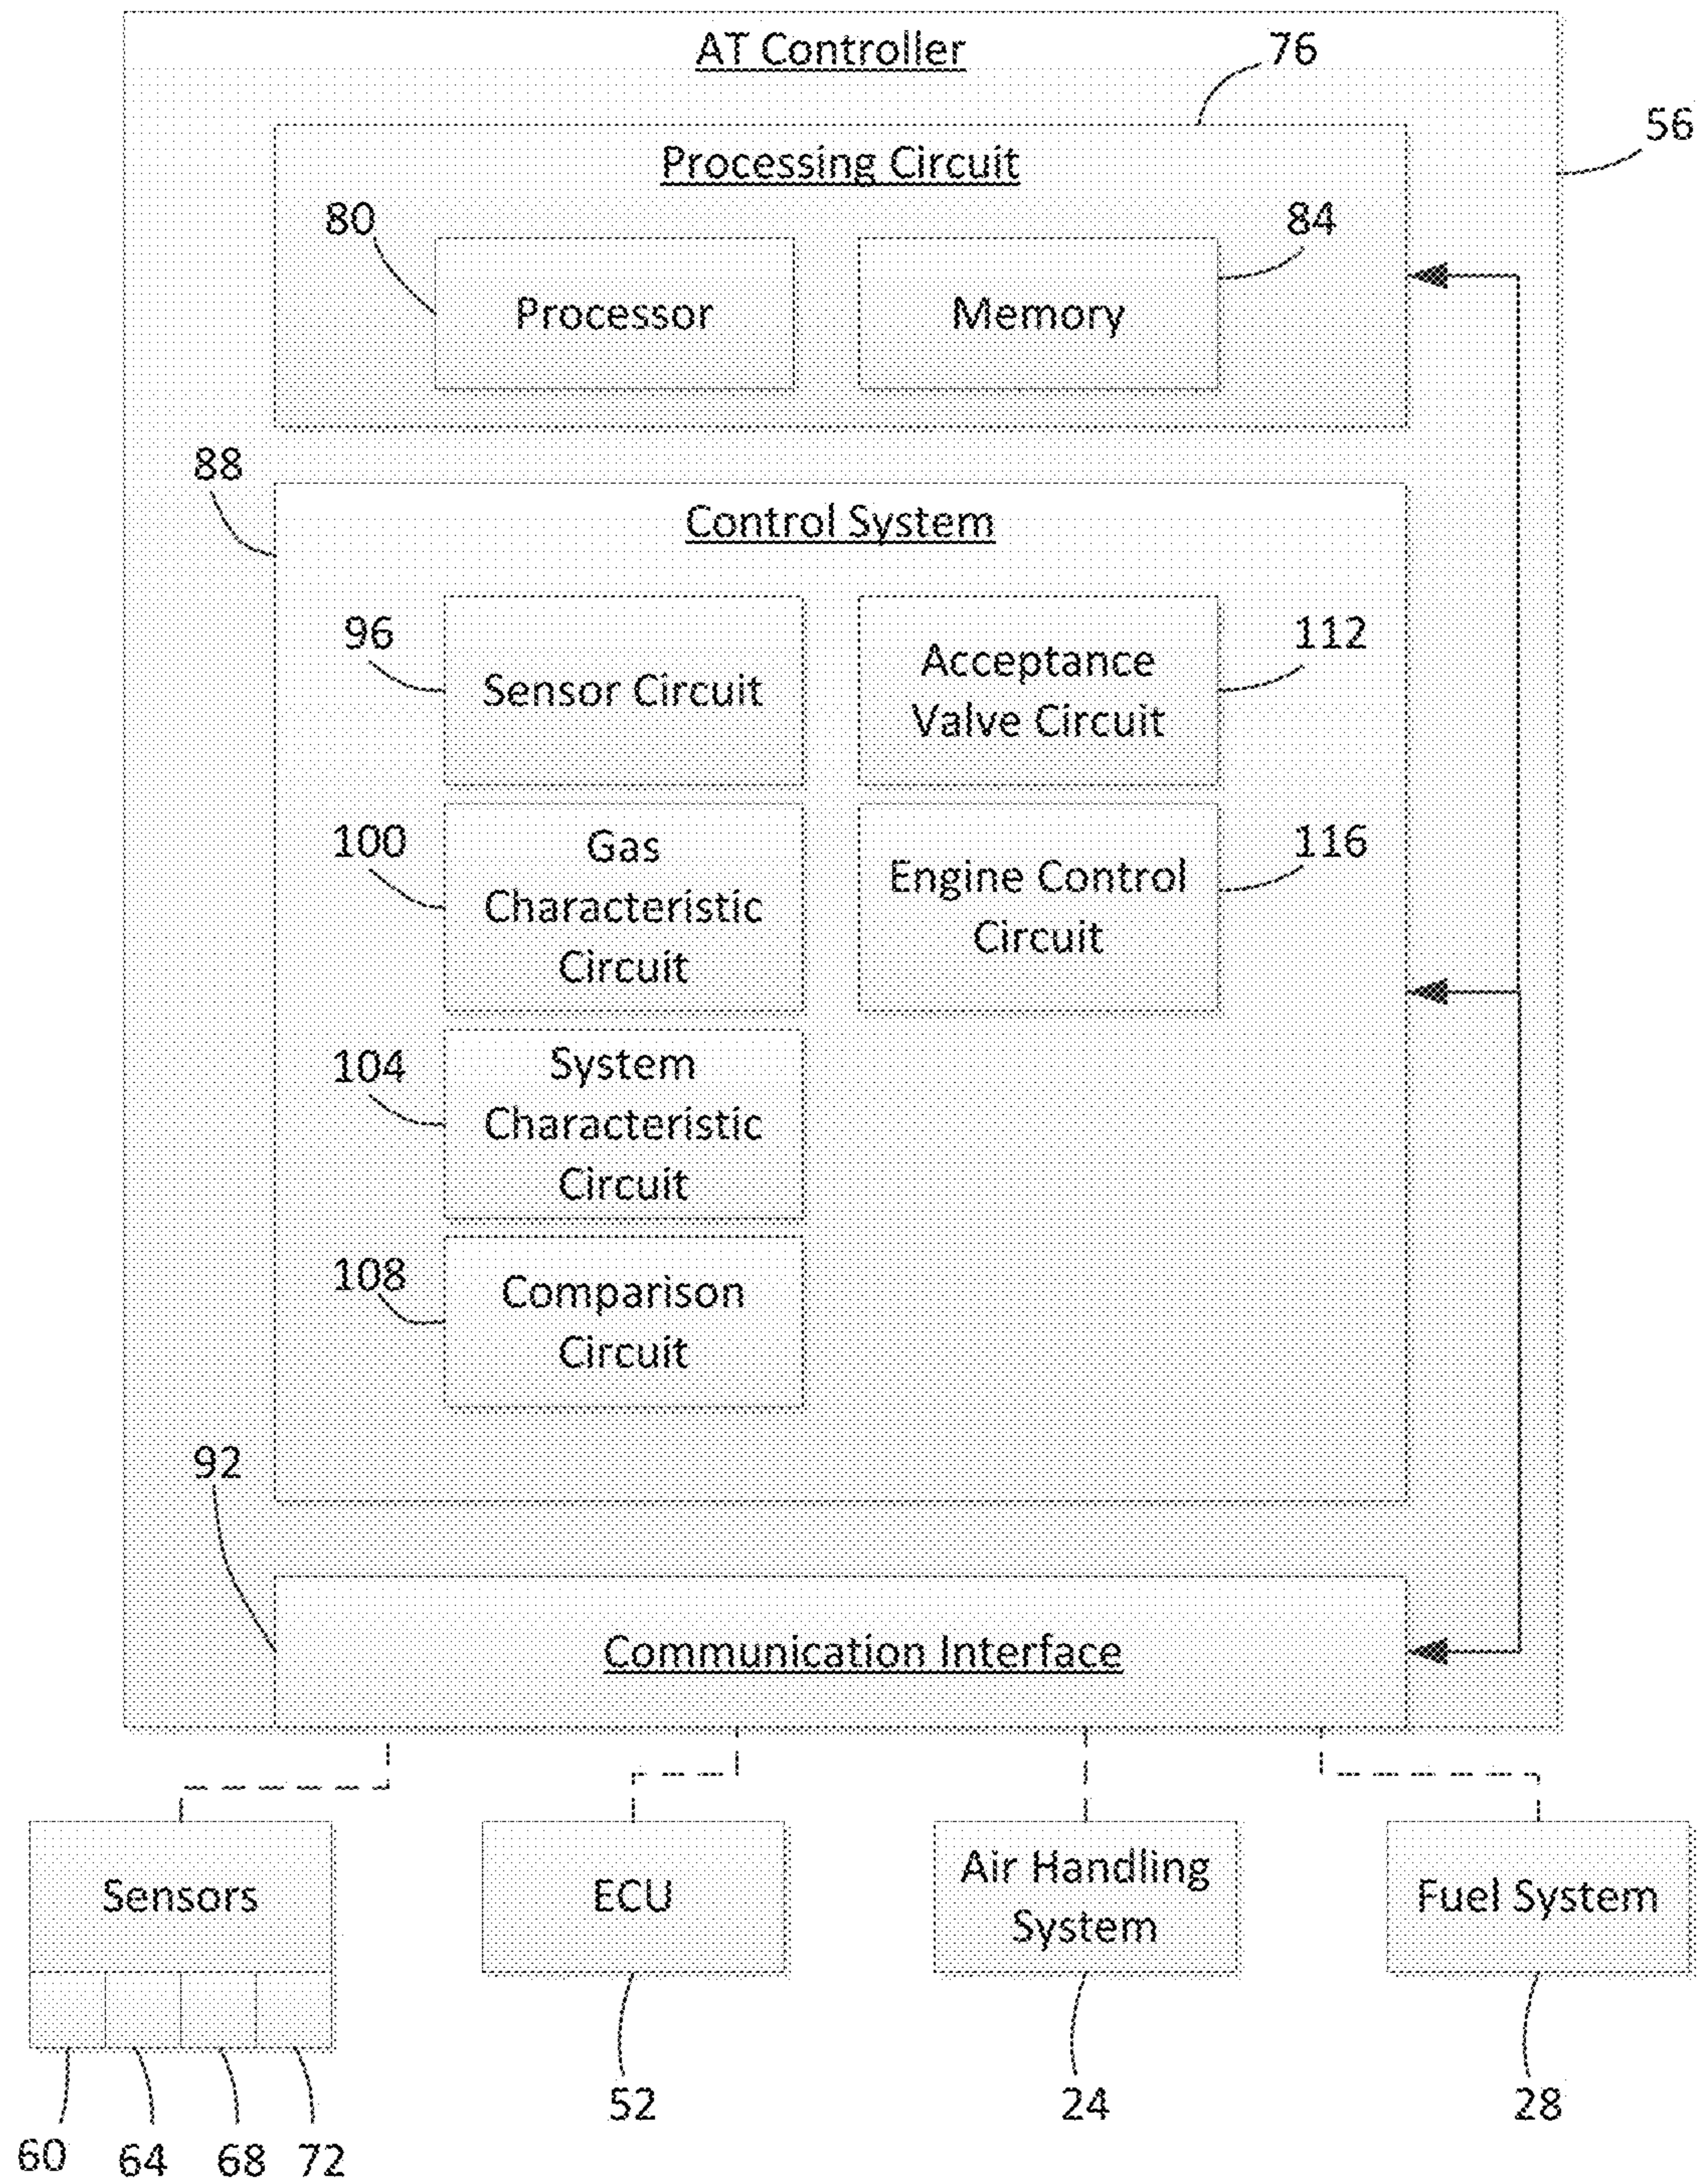 AT Controller
76
56
Processing Circuit
80
84
Processor
Memory
88
Control System
96
Sensor Circuit
Acceptance
Valve Circuit
112
100
Gas
Characteristic
Circuit
Engine Control
Circuit
116
104
System
Characteristic
Circuit
108
Comparison
Circuit
92
Communication Interface
Sensors
ECU
Air Handling
System
Fuel System
60
64
68
72
52
24
28